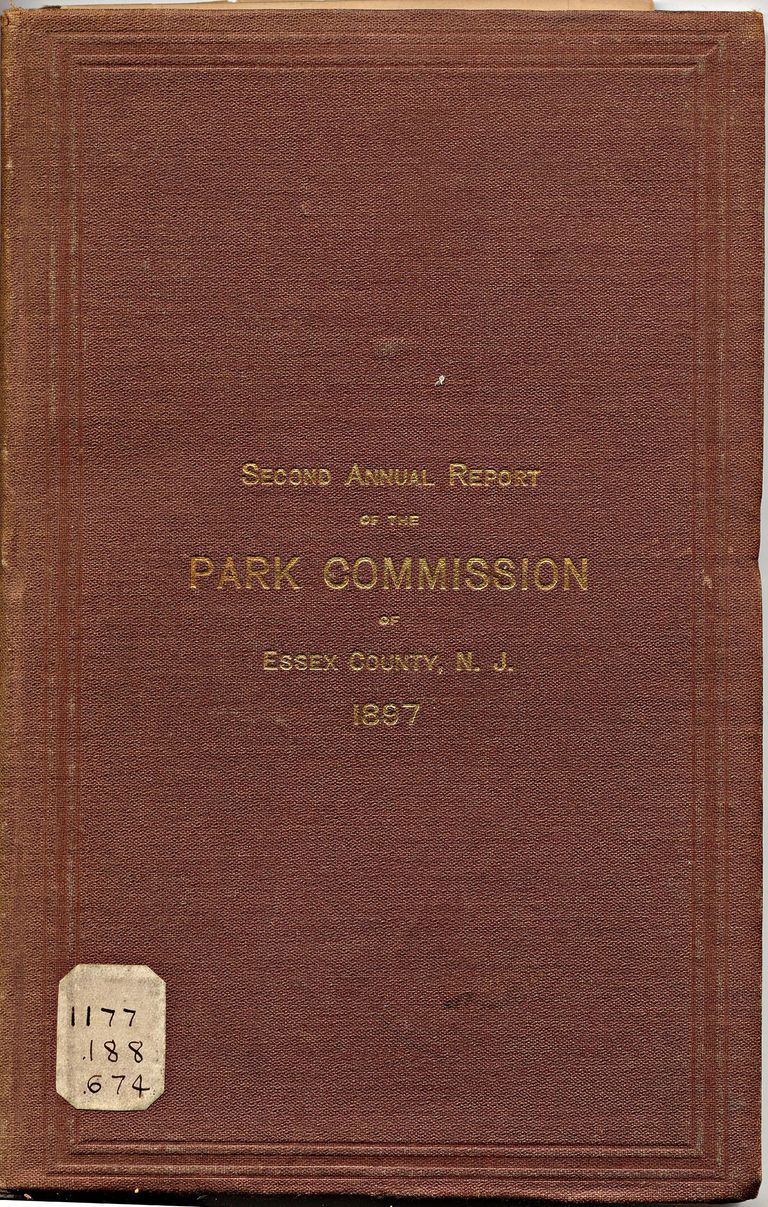 SECOND ANNUAL REPORT
OF THE
PARK COMMISSION
OF
ESSEX COUNTY, N. J.
1897
1177
.188
.674